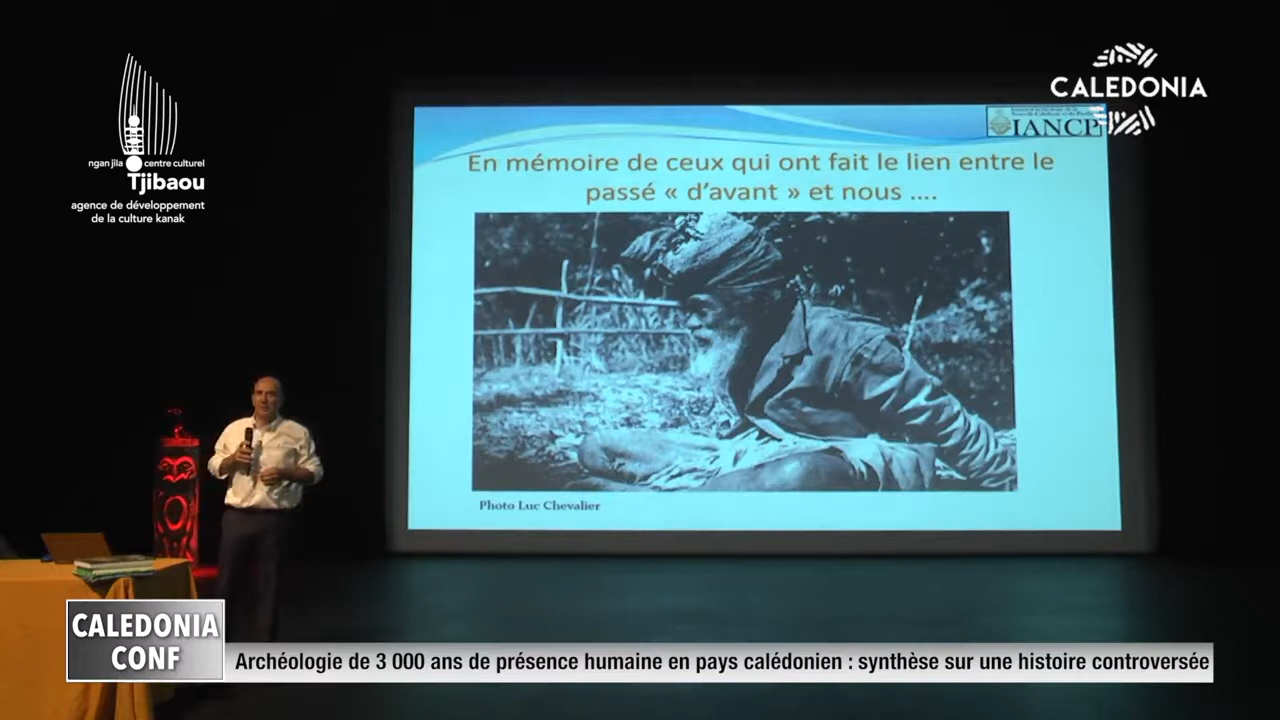 ngan jila centre culturel
Tjibaou
agence de développement
de la culture kanak
CALEDONIA
IANCP
En mémoire de ceux qui ont fait le lien entre le
passé « d'avant » et nous ....
Photo Luc Chevalier
CALEDONIA
CONF
Archéologie de 3 000 ans de présence humaine en pays calédonien : synthèse sur une histoire controversée